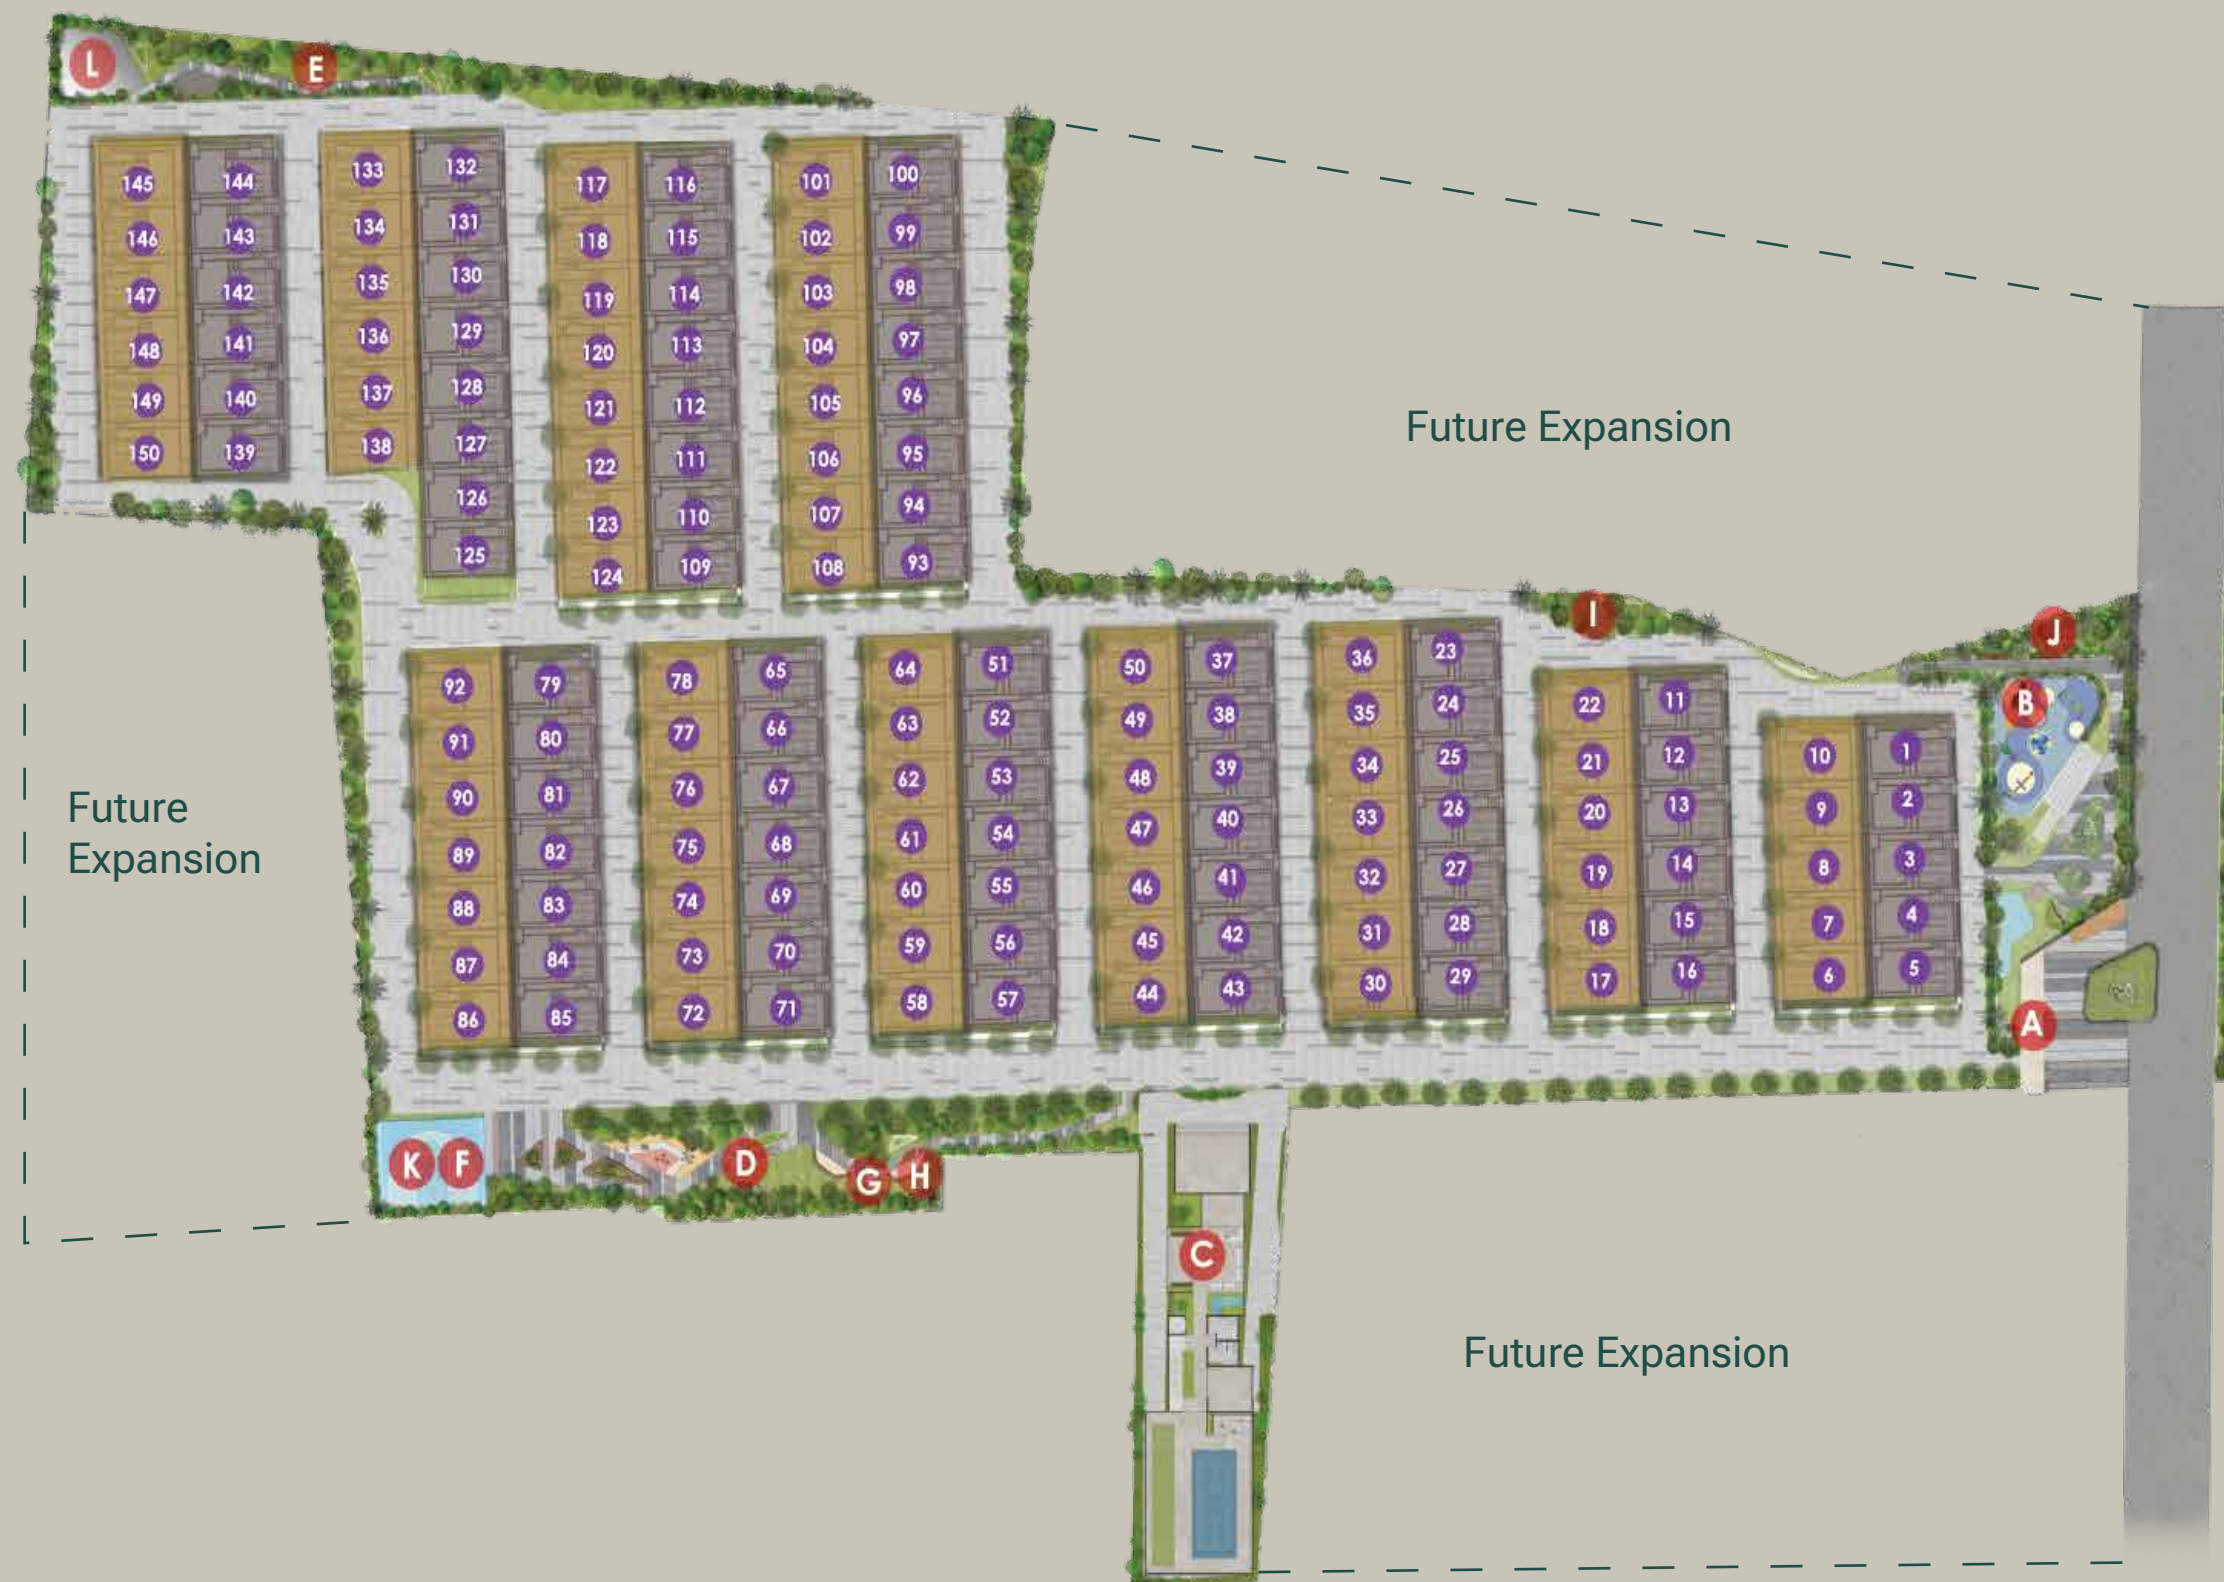 L
E
145 144 133 132 117 116 101 100
146 143 134 131 118 115 102 99
147 142 135 130 119 114 103 98
148 141 136 129 120 113 104 97
149 140 137 128 121 112 105 96
150 139 138 127 122 111 106 95
126 123 110 107 94
125 124 109 108 93
Future Expansion
I
J
B
92 79 78 65 64 51 50 37 36 23 22 11 10 1
91 80 77 66 63 52 49 38 35 24 21 12 9 2
90 81 76 67 62 53 48 39 34 25 20 13 8 3
89 82 75 68 61 54 47 40 33 26 19 14 7 4
88 83 74 69 60 55 46 41 32 27 18 15 6 5
87 84 73 70 59 56 45 42 31 28 17 16
86 85 72 71 58 57 44 43 30 29
Future
Expansion
A
K F D G H
C
Future Expansion